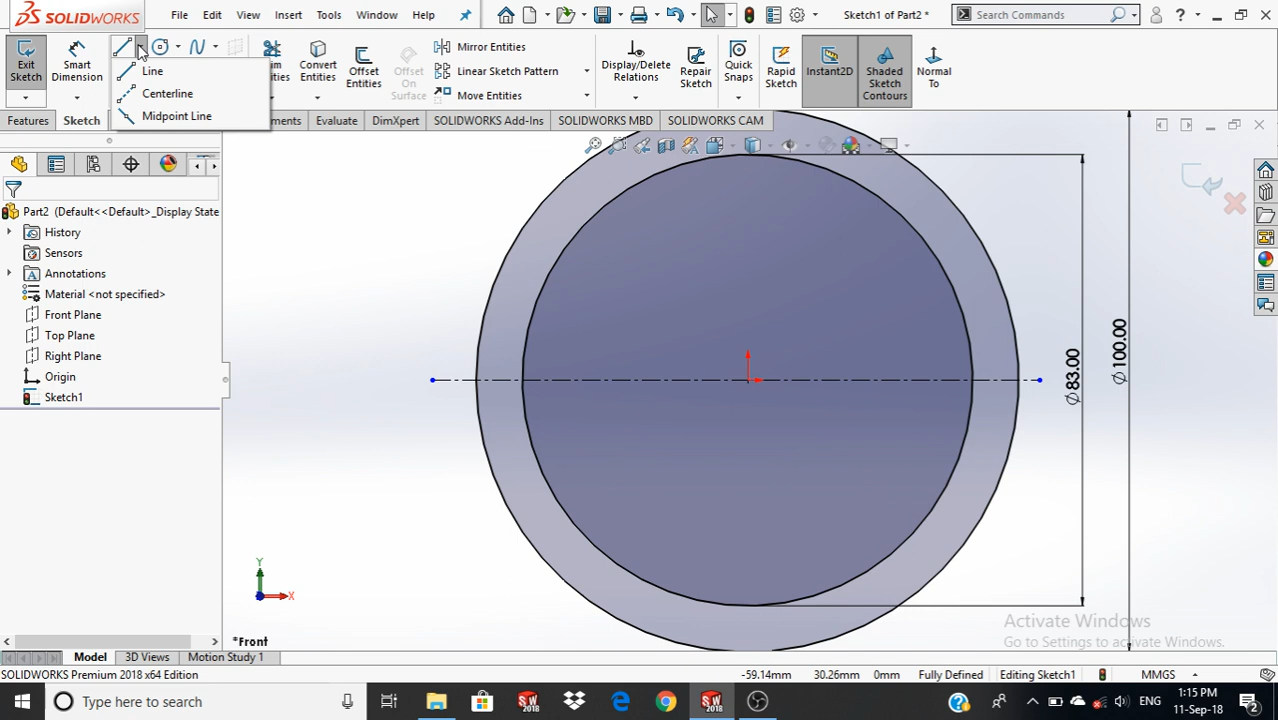 SOLIDWORKS
File Edit View Insert Tools Window Help
Sketch1 of Part2 *
Search Commands
Exit Sketch
Smart Dimension
Convert Entities
Offset Entities
Offset On Surface
Mirror Entities
Linear Sketch Pattern
Move Entities
Display/Delete Relations
Repair Sketch
Quick Snaps
Rapid Sketch
Instant2D
Shaded Sketch Contours
Normal To
Line
Centerline
Midpoint Line
Features Sketch Evaluate DimXpert SOLIDWORKS Add-Ins SOLIDWORKS MBD SOLIDWORKS CAM
Part2 (Default<<Default>_Display State
History
Sensors
Annotations
Material <not specified>
Front Plane
Top Plane
Right Plane
Origin
Sketch1
⌀83.00
⌀100.00
Y
X
*Front
Activate Windows
Go to Settings to activate Windows.
Model 3D Views Motion Study 1
SOLIDWORKS Premium 2018 x64 Edition
-59.14mm 30.26mm 0mm Fully Defined Editing Sketch1 MMGS
Type here to search
ENG
1:15 PM
11-Sep-18
2